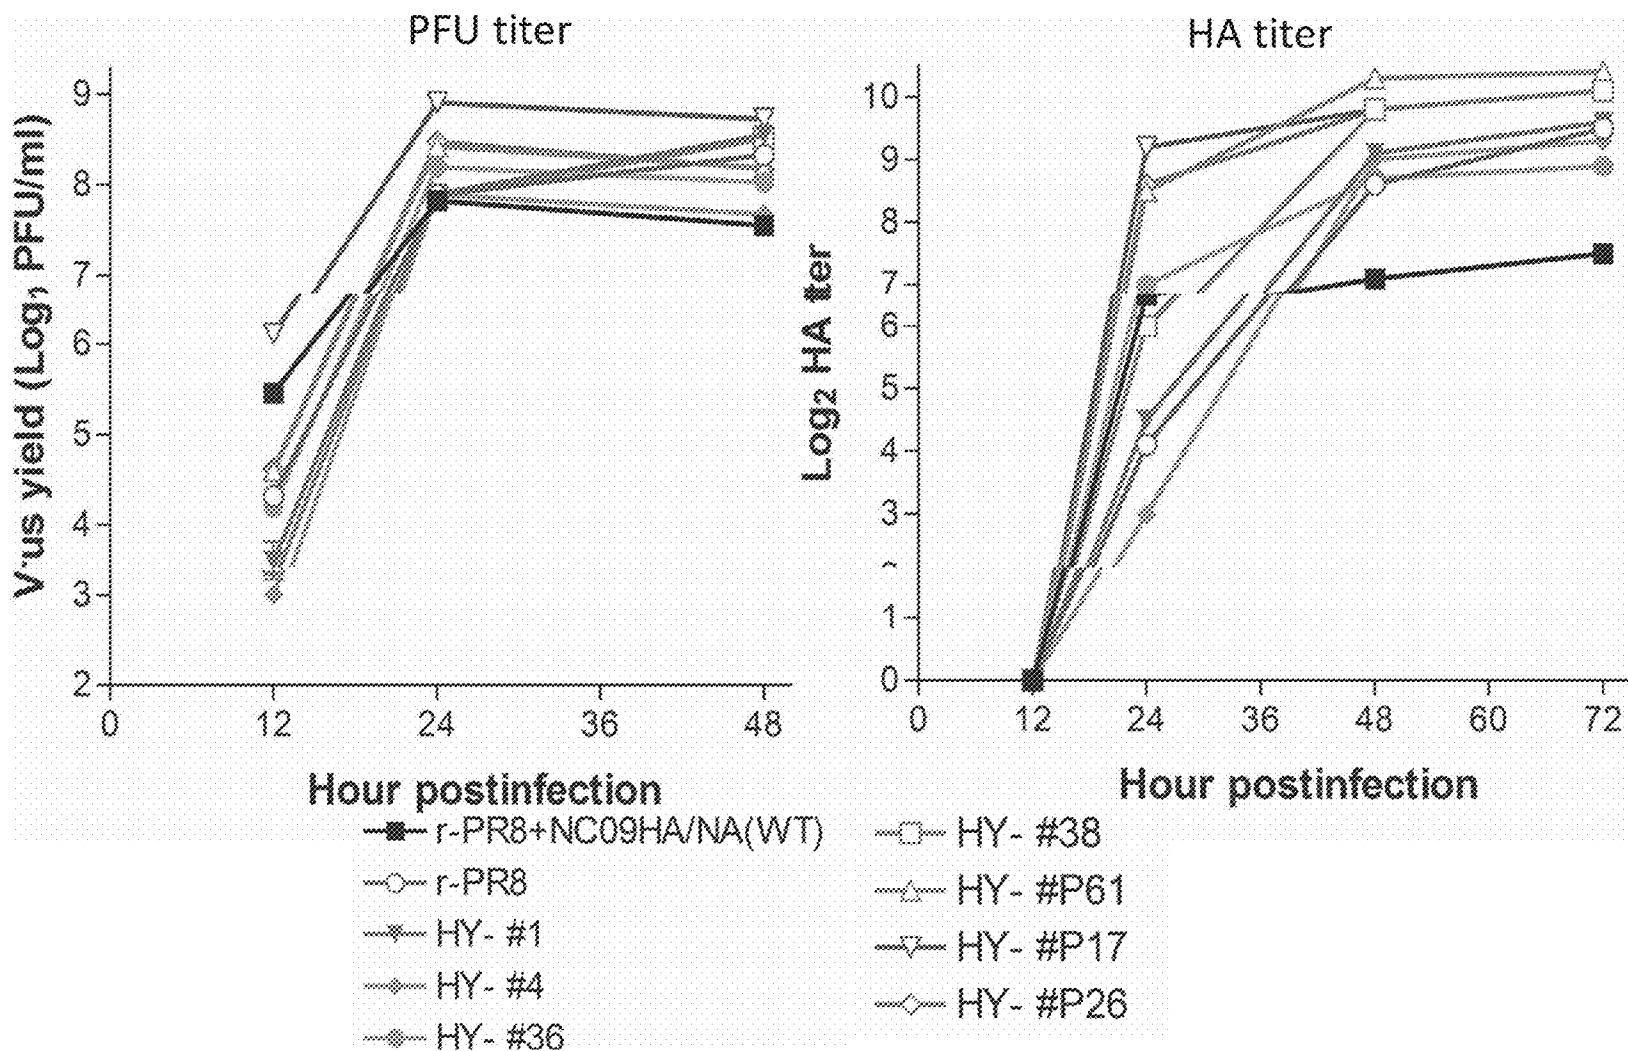 PFU titer
HA titer
V us yield (Log₁ PFU/ml)
9
8
7
6
5
4
3
2
0
12
24
36
48
Hour postinfection
Log₂ HA titer
10
9
8
7
6
5
4
3
1
0
0
12
24
36
48
60
72
Hour postinfection
r-PR8+NC09HA/NA(WT)
r-PR8
HY- #1
HY- #4
HY- #36
HY- #38
HY- #P61
HY- #P17
HY- #P26